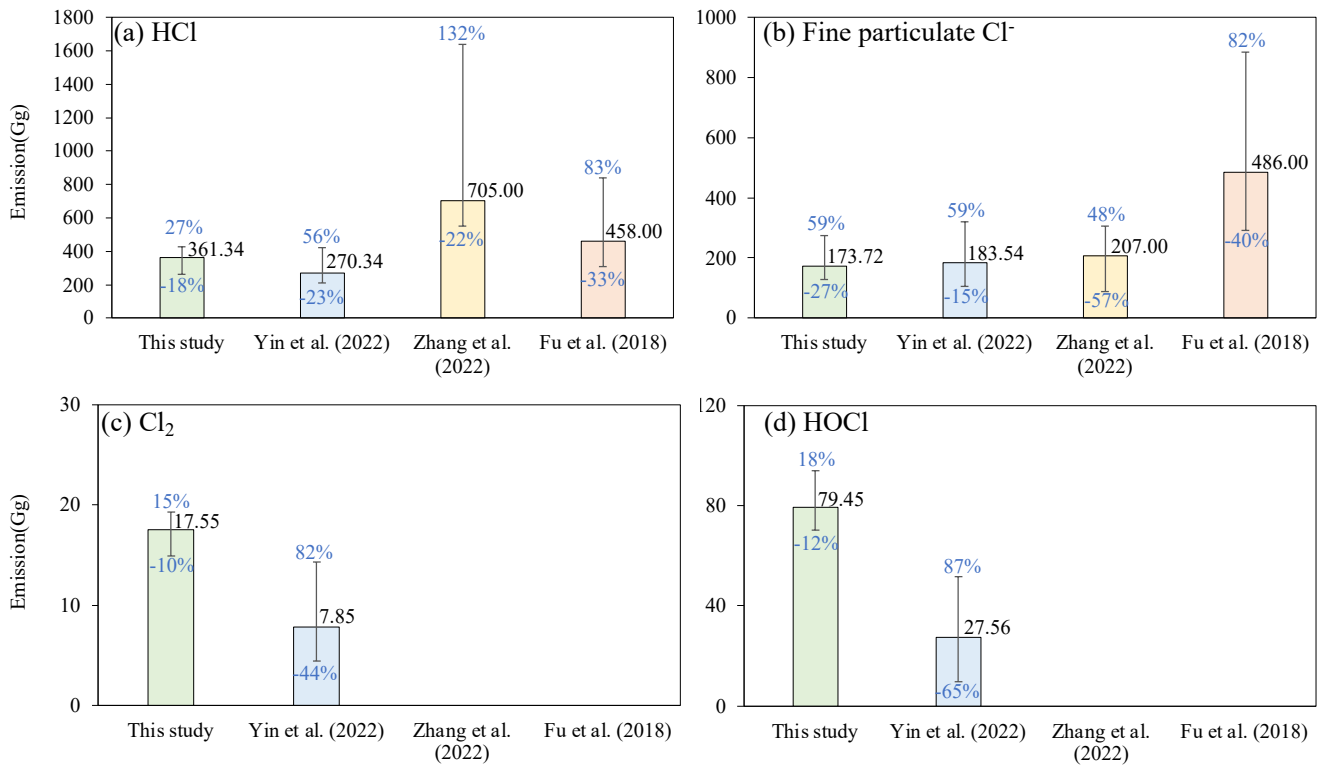 (a) HCl
Emission(Gg)
1800
1600
1400
1200
1000
800
600
400
200
0
27%
361.34
-18%
56%
270.34
-23%
132%
705.00
-22%
83%
458.00
-33%
This study
Yin et al. (2022)
Zhang et al.
(2022)
Fu et al. (2018)
(b) Fine particulate Cl-
1000
800
600
400
200
0
59%
173.72
-27%
59%
183.54
-15%
48%
207.00
-57%
82%
486.00
-40%
This study
Yin et al. (2022)
Zhang et al.
(2022)
Fu et al. (2018)
(c) Cl2
Emission(Gg)
30
20
10
0
15%
17.55
-10%
82%
7.85
-44%
This study
Yin et al. (2022)
Zhang et al.
(2022)
Fu et al. (2018)
(d) HOCl
120
80
40
0
18%
79.45
-12%
87%
27.56
-65%
This study
Yin et al. (2022)
Zhang et al.
(2022)
Fu et al. (2018)